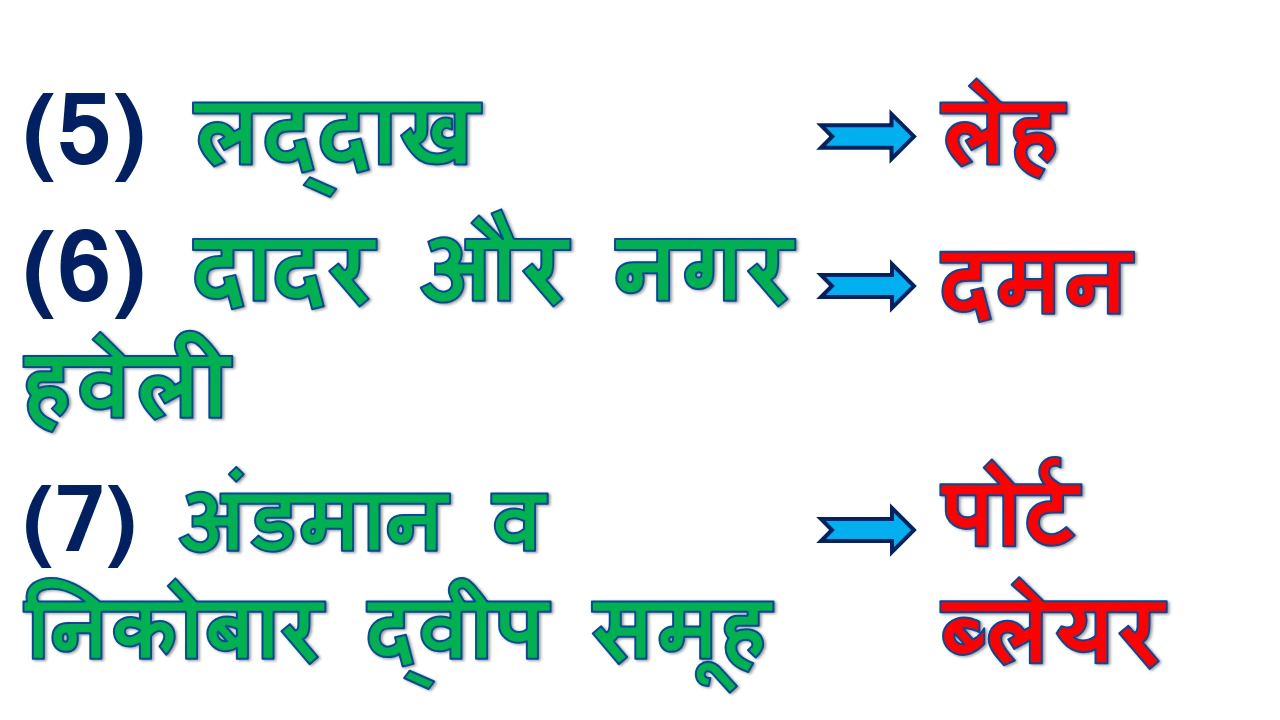 (5) लद्दाख → लेह
(6) दादर और नगर → दमन
हवेली
(7) अंडमान व → पोर्ट
निकोबार द्वीप समूह ब्लेयर